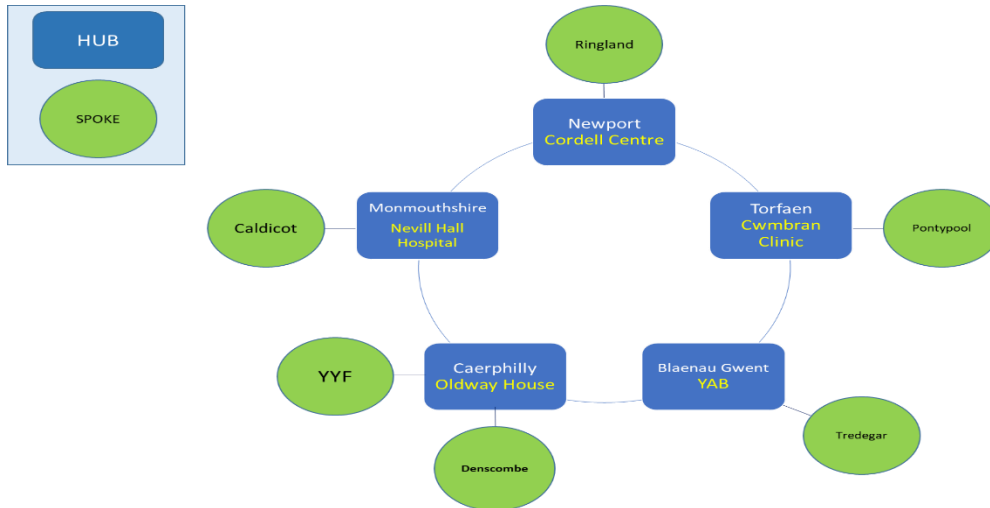 HUB
SPOKE
Ringland
Newport
Cordell Centre
Monmouthshire
Nevill Hall
Hospital
Caldicot
Torfaen
Cwmbran
Clinic
Pontypool
YYF
Caerphilly
Oldway House
Blaenau Gwent
YAB
Tredegar
Denscombe